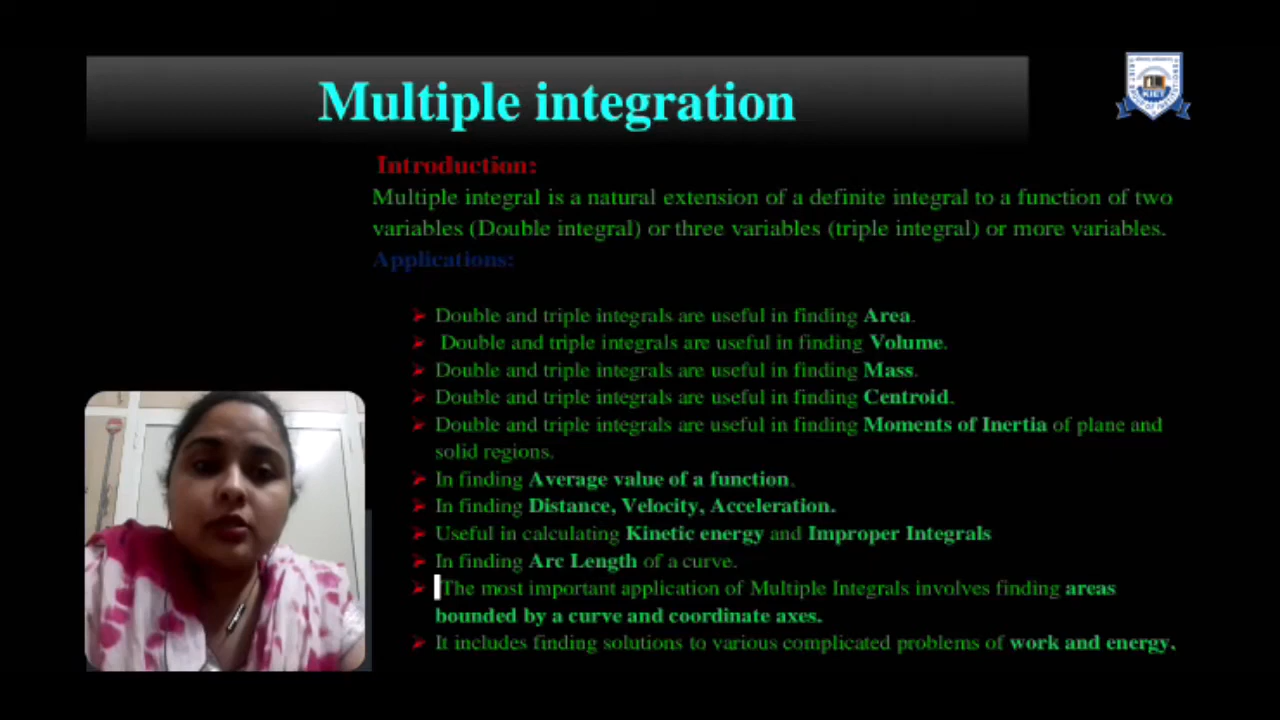 Multiple integration
KIET
Introduction:
Multiple integral is a natural extension of a definite integral to a function of two
variables (Double integral) or three variables (triple integral) or more variables.
Applications:
Double and triple integrals are useful in finding Area.
Double and triple integrals are useful in finding Volume.
Double and triple integrals are useful in finding Mass.
Double and triple integrals are useful in finding Centroid.
Double and triple integrals are useful in finding Moments of Inertia of plane and
solid regions.
In finding Average value of a function.
In finding Distance, Velocity, Acceleration.
Useful in calculating Kinetic energy and Improper Integrals
In finding Arc Length of a curve.
The most important application of Multiple Integrals involves finding areas
bounded by a curve and coordinate axes.
It includes finding solutions to various complicated problems of work and energy.